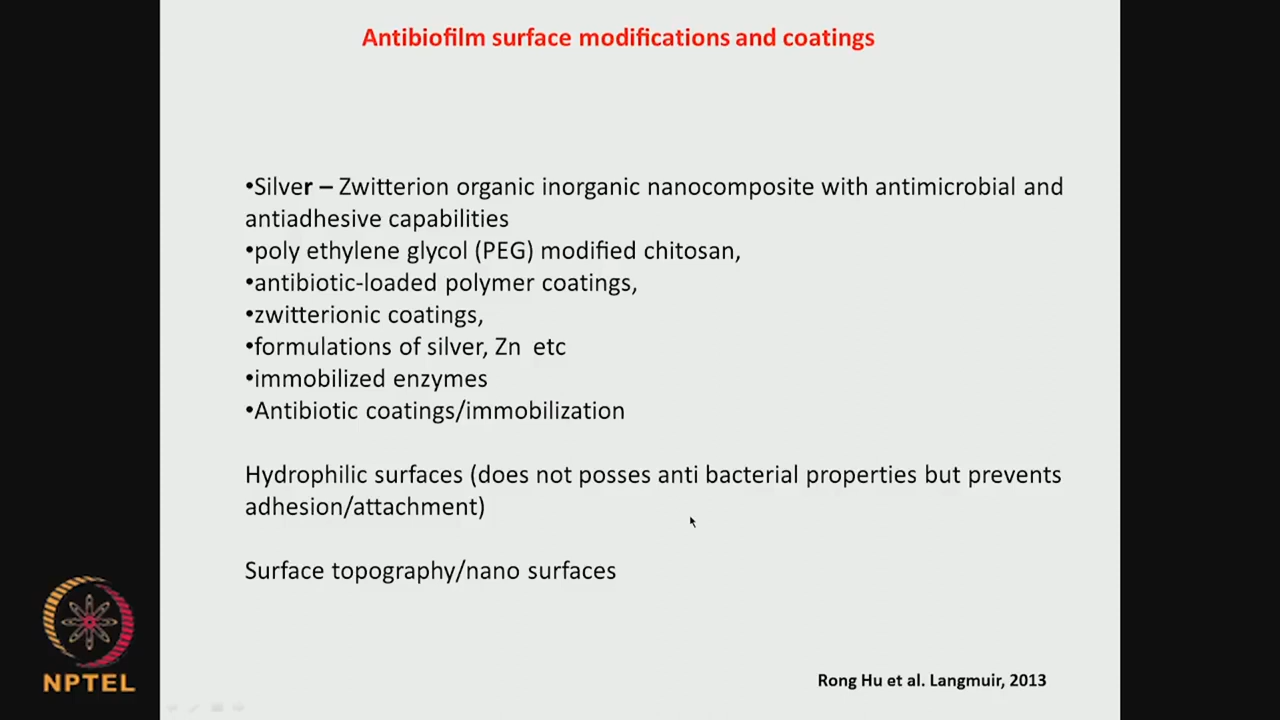 Antibiofilm surface modifications and coatings
•Silver – Zwitterion organic inorganic nanocomposite with antimicrobial and
antiadhesive capabilities
•poly ethylene glycol (PEG) modified chitosan,
•antibiotic-loaded polymer coatings,
•zwitterionic coatings,
•formulations of silver, Zn  etc
•immobilized enzymes
•Antibiotic coatings/immobilization
Hydrophilic surfaces (does not posses anti bacterial properties but prevents
adhesion/attachment)
Surface topography/nano surfaces
NPTEL
Rong Hu et al. Langmuir, 2013